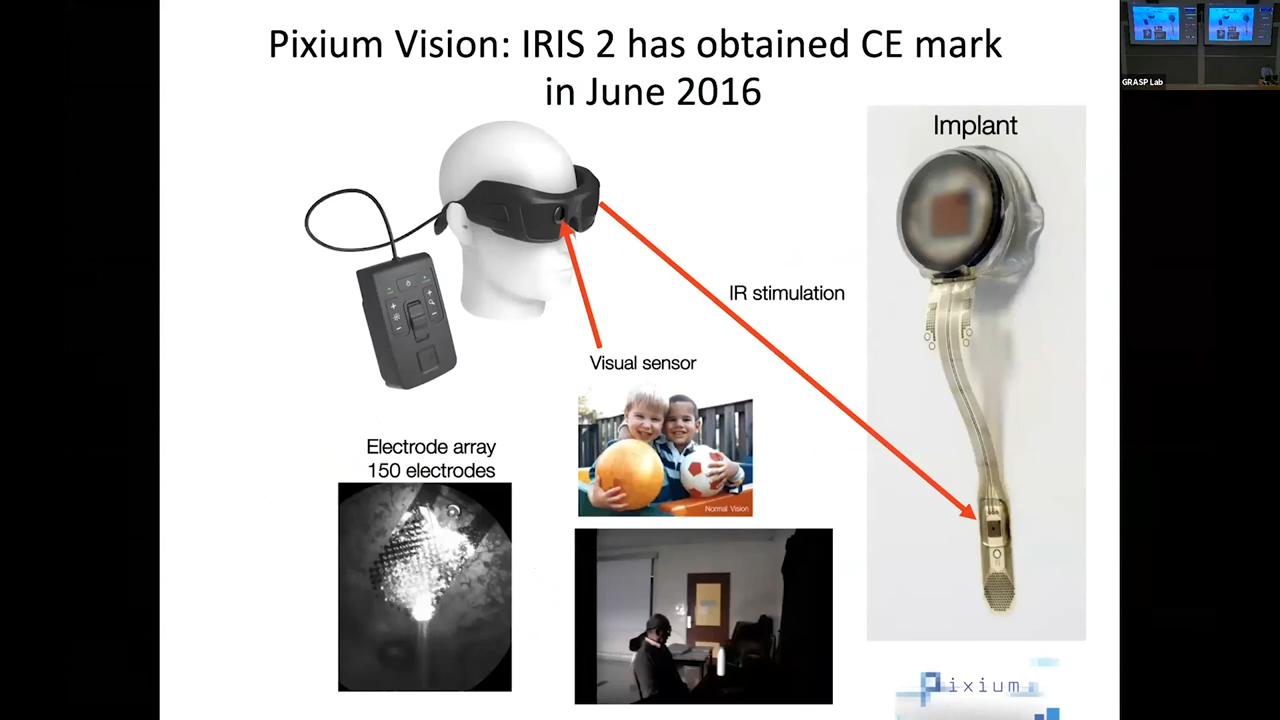 Pixium Vision: IRIS 2 has obtained CE mark
in June 2016
GRASP Lab
Implant
IR stimulation
Visual sensor
Electrode array
150 electrodes
Normal Vision
Pixium